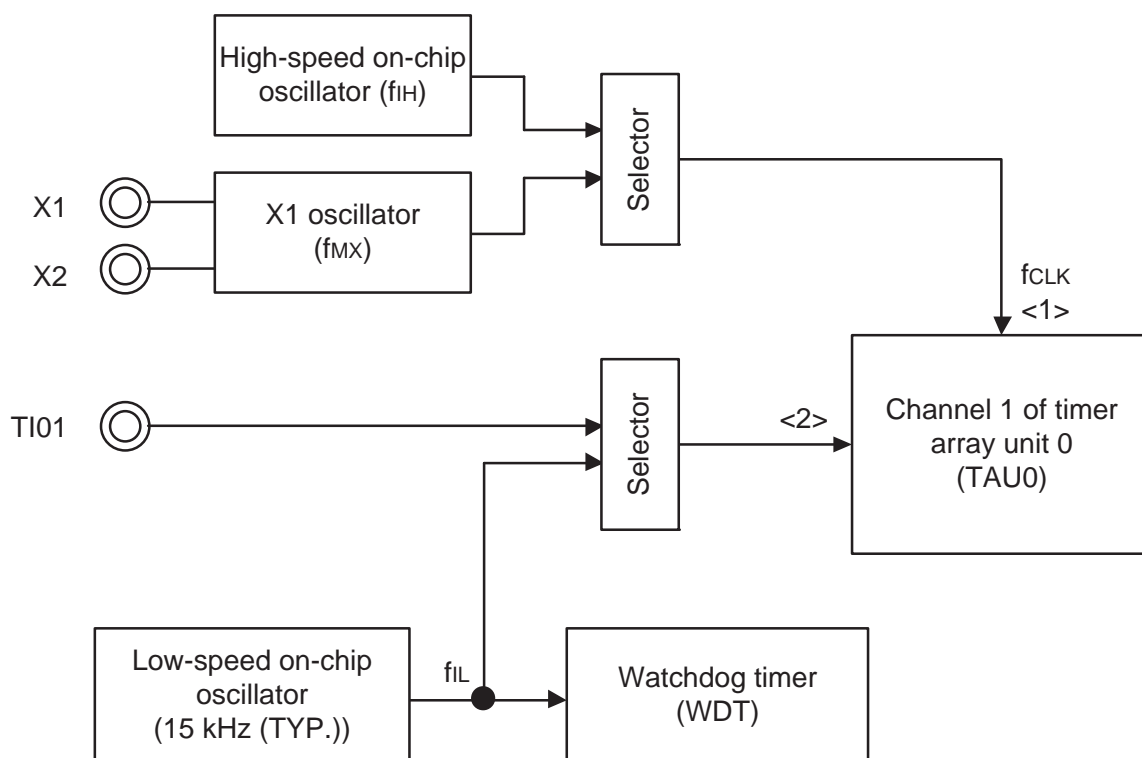 High-speed on-chip
oscillator (fIH)
Selector
X1
X1 oscillator
(fMX)
X2
fCLK
<1>
TI01
Selector
<2>
Channel 1 of timer
array unit 0
(TAU0)
Low-speed on-chip
oscillator
(15 kHz (TYP.))
fIL
Watchdog timer
(WDT)